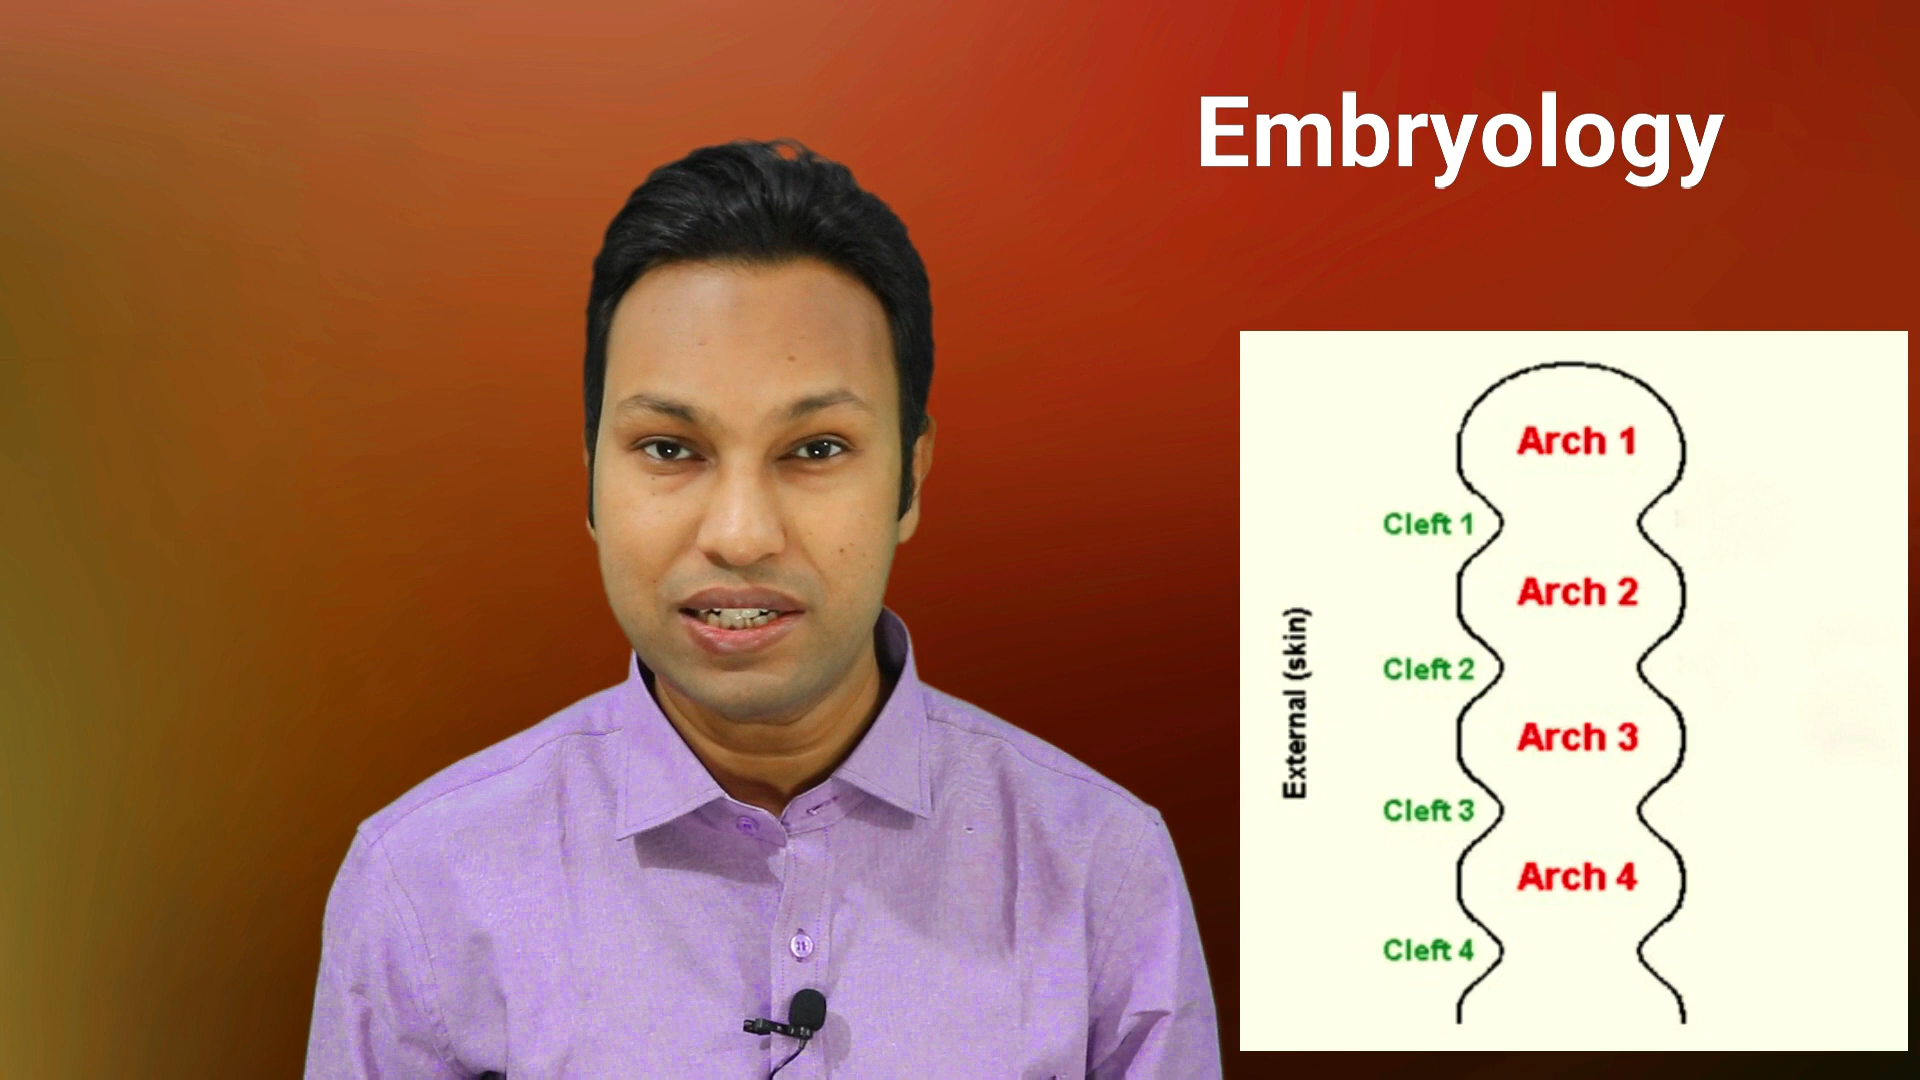 Embryology
Arch 1
Cleft 1
Arch 2
External (skin)
Cleft 2
Arch 3
Cleft 3
Arch 4
Cleft 4